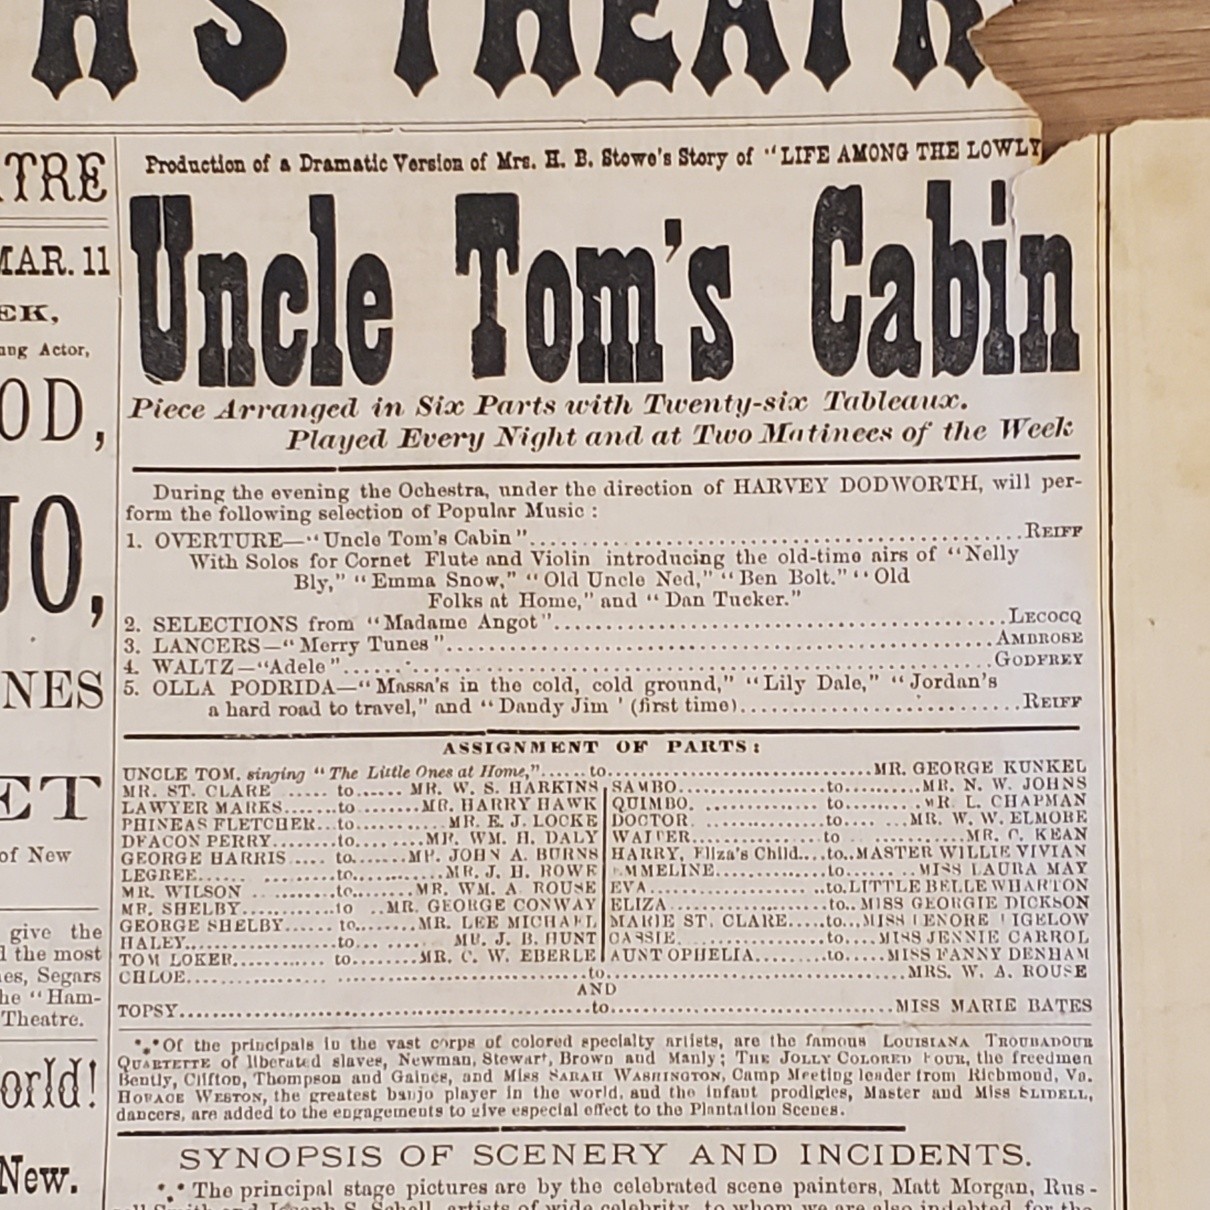 H'S THEATR
TRE
MAR. 11
EK,
ung Actor,
OD,
JO,
NES
ET
of New
give the
d the most
nes, Segars
he "Ham-
Theatre.
orld!
New.
Production of a Dramatic Version of Mrs. H. B. Stowe's Story of "LIFE AMONG THE LOWLY
Uncle Tom's Cabin
Piece Arranged in Six Parts with Twenty-six Tableaux.
Played Every Night and at Two Matinees of the Week
During the evening the Ochestra, under the direction of HARVEY DODWORTH, will per-
form the following selection of Popular Music :
1. OVERTURE—"Uncle Tom's Cabin"..........REIFF
With Solos for Cornet Flute and Violin introducing the old-time airs of "Nelly
Bly," "Emma Snow," "Old Uncle Ned," "Ben Bolt." "Old
Folks at Home," and "Dan Tucker."
2. SELECTIONS from "Madame Angot"..........LECOCQ
3. LANCERS—"Merry Tunes"..........AMBROSE
4. WALTZ—"Adele"..........GODFREY
5. OLLA PODRIDA—"Massa's in the cold, cold ground," "Lily Dale," "Jordan's
a hard road to travel," and "Dandy Jim ' (first time)..........REIFF
ASSIGNMENT OF PARTS:
UNCLE TOM, singing "The Little Ones at Home,"......to..........MR. GEORGE KUNKEL
MR. ST. CLARE ......to...... MR. W. S. HARKINS
LAWYER MARKS.......to.........MR. HARRY HAWK
PHINEAS FLETCHER...to..........MR. E. J. LOCKE
DEACON PERRY.......to........MR. WM. H. DALY
GEORGE HARRIS ..... to.......MR. JOHN A. BURNS
LEGREE...... .........to..........MR. J. H. ROWE
MR. WILSON ...........to........MR. WM. A. ROUSE
MR. SHELBY............to ..MR. GEORGE CONWAY
GEORGE SHELBY......to....... MR. LEE MICHAEL
HALEY..................to...... ... MR. J. B. HUNT
TOM LOKER............to........MR. C. W. EBERLE
SAMBO..................to.........MR. N. W. JOHNS
QUIMBO. ..............to.........MR. L. CHAPMAN
DOCTOR ..............to.... ...MR. W. W. ELMORE
WAITER...............to ..........MR. C. KEAN
HARRY, Eliza's Child....to..MASTER WILLIE VIVIAN
EMMELINE............to....... ..MISS LAURA MAY
EVA....................to.LITTLE BELLE WHARTON
ELIZA .................to..MISS GEORGIE DICKSON
MARIE ST. CLARE.....to...MISS LENORE BIGELOW
CASSIE................to....MISS JENNIE CARROL
AUNT OPHELIA.........to.....MISS FANNY DENHAM
CHLOE..........to..........MRS. W. A. ROUSE
AND
TOPSY..........to..........MISS MARIE BATES
*** Of the principals in the vast corps of colored specialty artists, are the famous LOUISIANA TROUBADOUR
QUARTETTE of liberated slaves, Newman, Stewart, Brown and Manly; THE JOLLY COLORED FOUR, the freedmen
Bently, Clifton, Thompson and Gaines, and Miss SARAH WASHINGTON, Camp Meeting leader from Richmond, Va.
HORACE WESTON, the greatest banjo player in the world, and the infant prodigies, Master and Miss SLIDELL,
dancers, are added to the engagements to give especial effect to the Plantation Scenes.
SYNOPSIS OF SCENERY AND INCIDENTS.
*** The principal stage pictures are by the celebrated scene painters, Matt Morgan, Rus-
sell Smith and Joseph S. Schell, artists of wide celebrity, to whom we are also indebted, for the